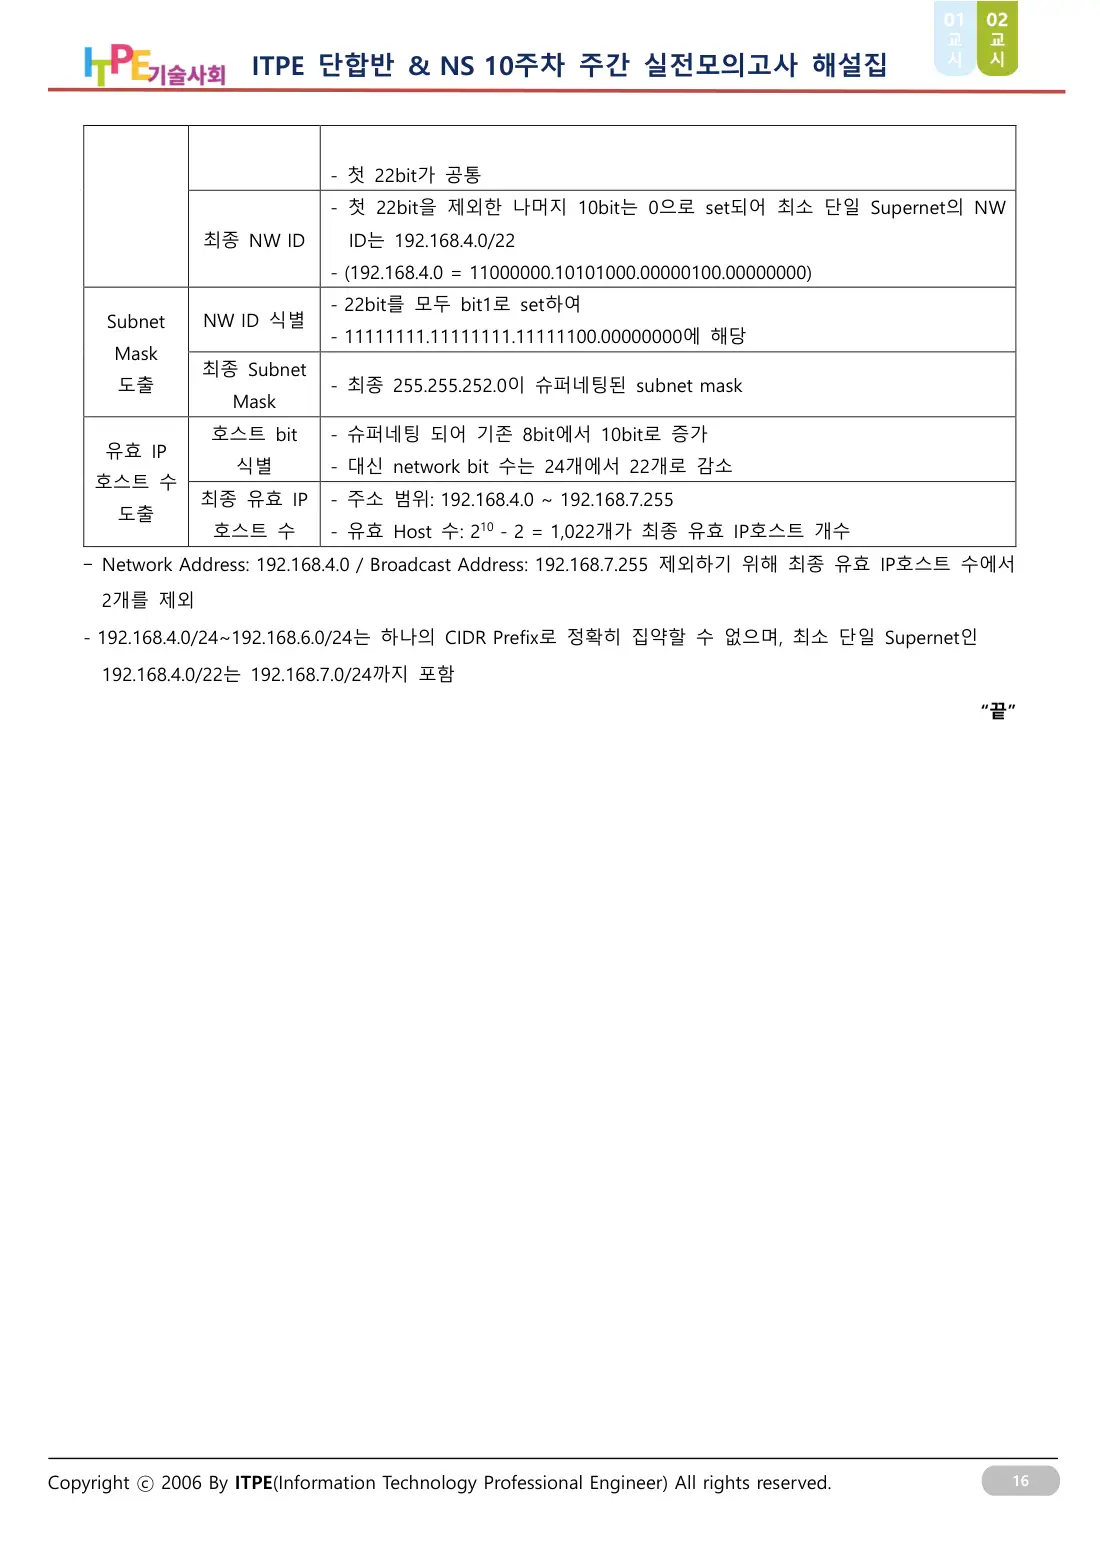 01
교
시
02
교
시
ITPE기술사회 ITPE 단합반 & NS 10주차 주간 실전모의고사 해설집
- 첫 22bit가 공통
최종 NW ID
- 첫 22bit을 제외한 나머지 10bit는 0으로 set되어 최소 단일 Supernet의 NW
ID는 192.168.4.0/22
- (192.168.4.0 = 11000000.10101000.00000100.00000000)
Subnet
Mask
도출
NW ID 식별
- 22bit를 모두 bit1로 set하여
- 11111111.11111111.11111100.00000000에 해당
최종 Subnet
Mask
- 최종 255.255.252.0이 슈퍼네팅된 subnet mask
유효 IP
호스트 수
도출
호스트 bit
식별
- 슈퍼네팅 되어 기존 8bit에서 10bit로 증가
- 대신 network bit 수는 24개에서 22개로 감소
최종 유효 IP
호스트 수
- 주소 범위: 192.168.4.0 ~ 192.168.7.255
- 유효 Host 수: 2¹⁰ - 2 = 1,022개가 최종 유효 IP호스트 개수
- Network Address: 192.168.4.0 / Broadcast Address: 192.168.7.255 제외하기 위해 최종 유효 IP호스트 수에서
2개를 제외
- 192.168.4.0/24~192.168.6.0/24는 하나의 CIDR Prefix로 정확히 집약할 수 없으며, 최소 단일 Supernet인
192.168.4.0/22는 192.168.7.0/24까지 포함
“끝”
Copyright ⓒ 2006 By ITPE(Information Technology Professional Engineer) All rights reserved.
16